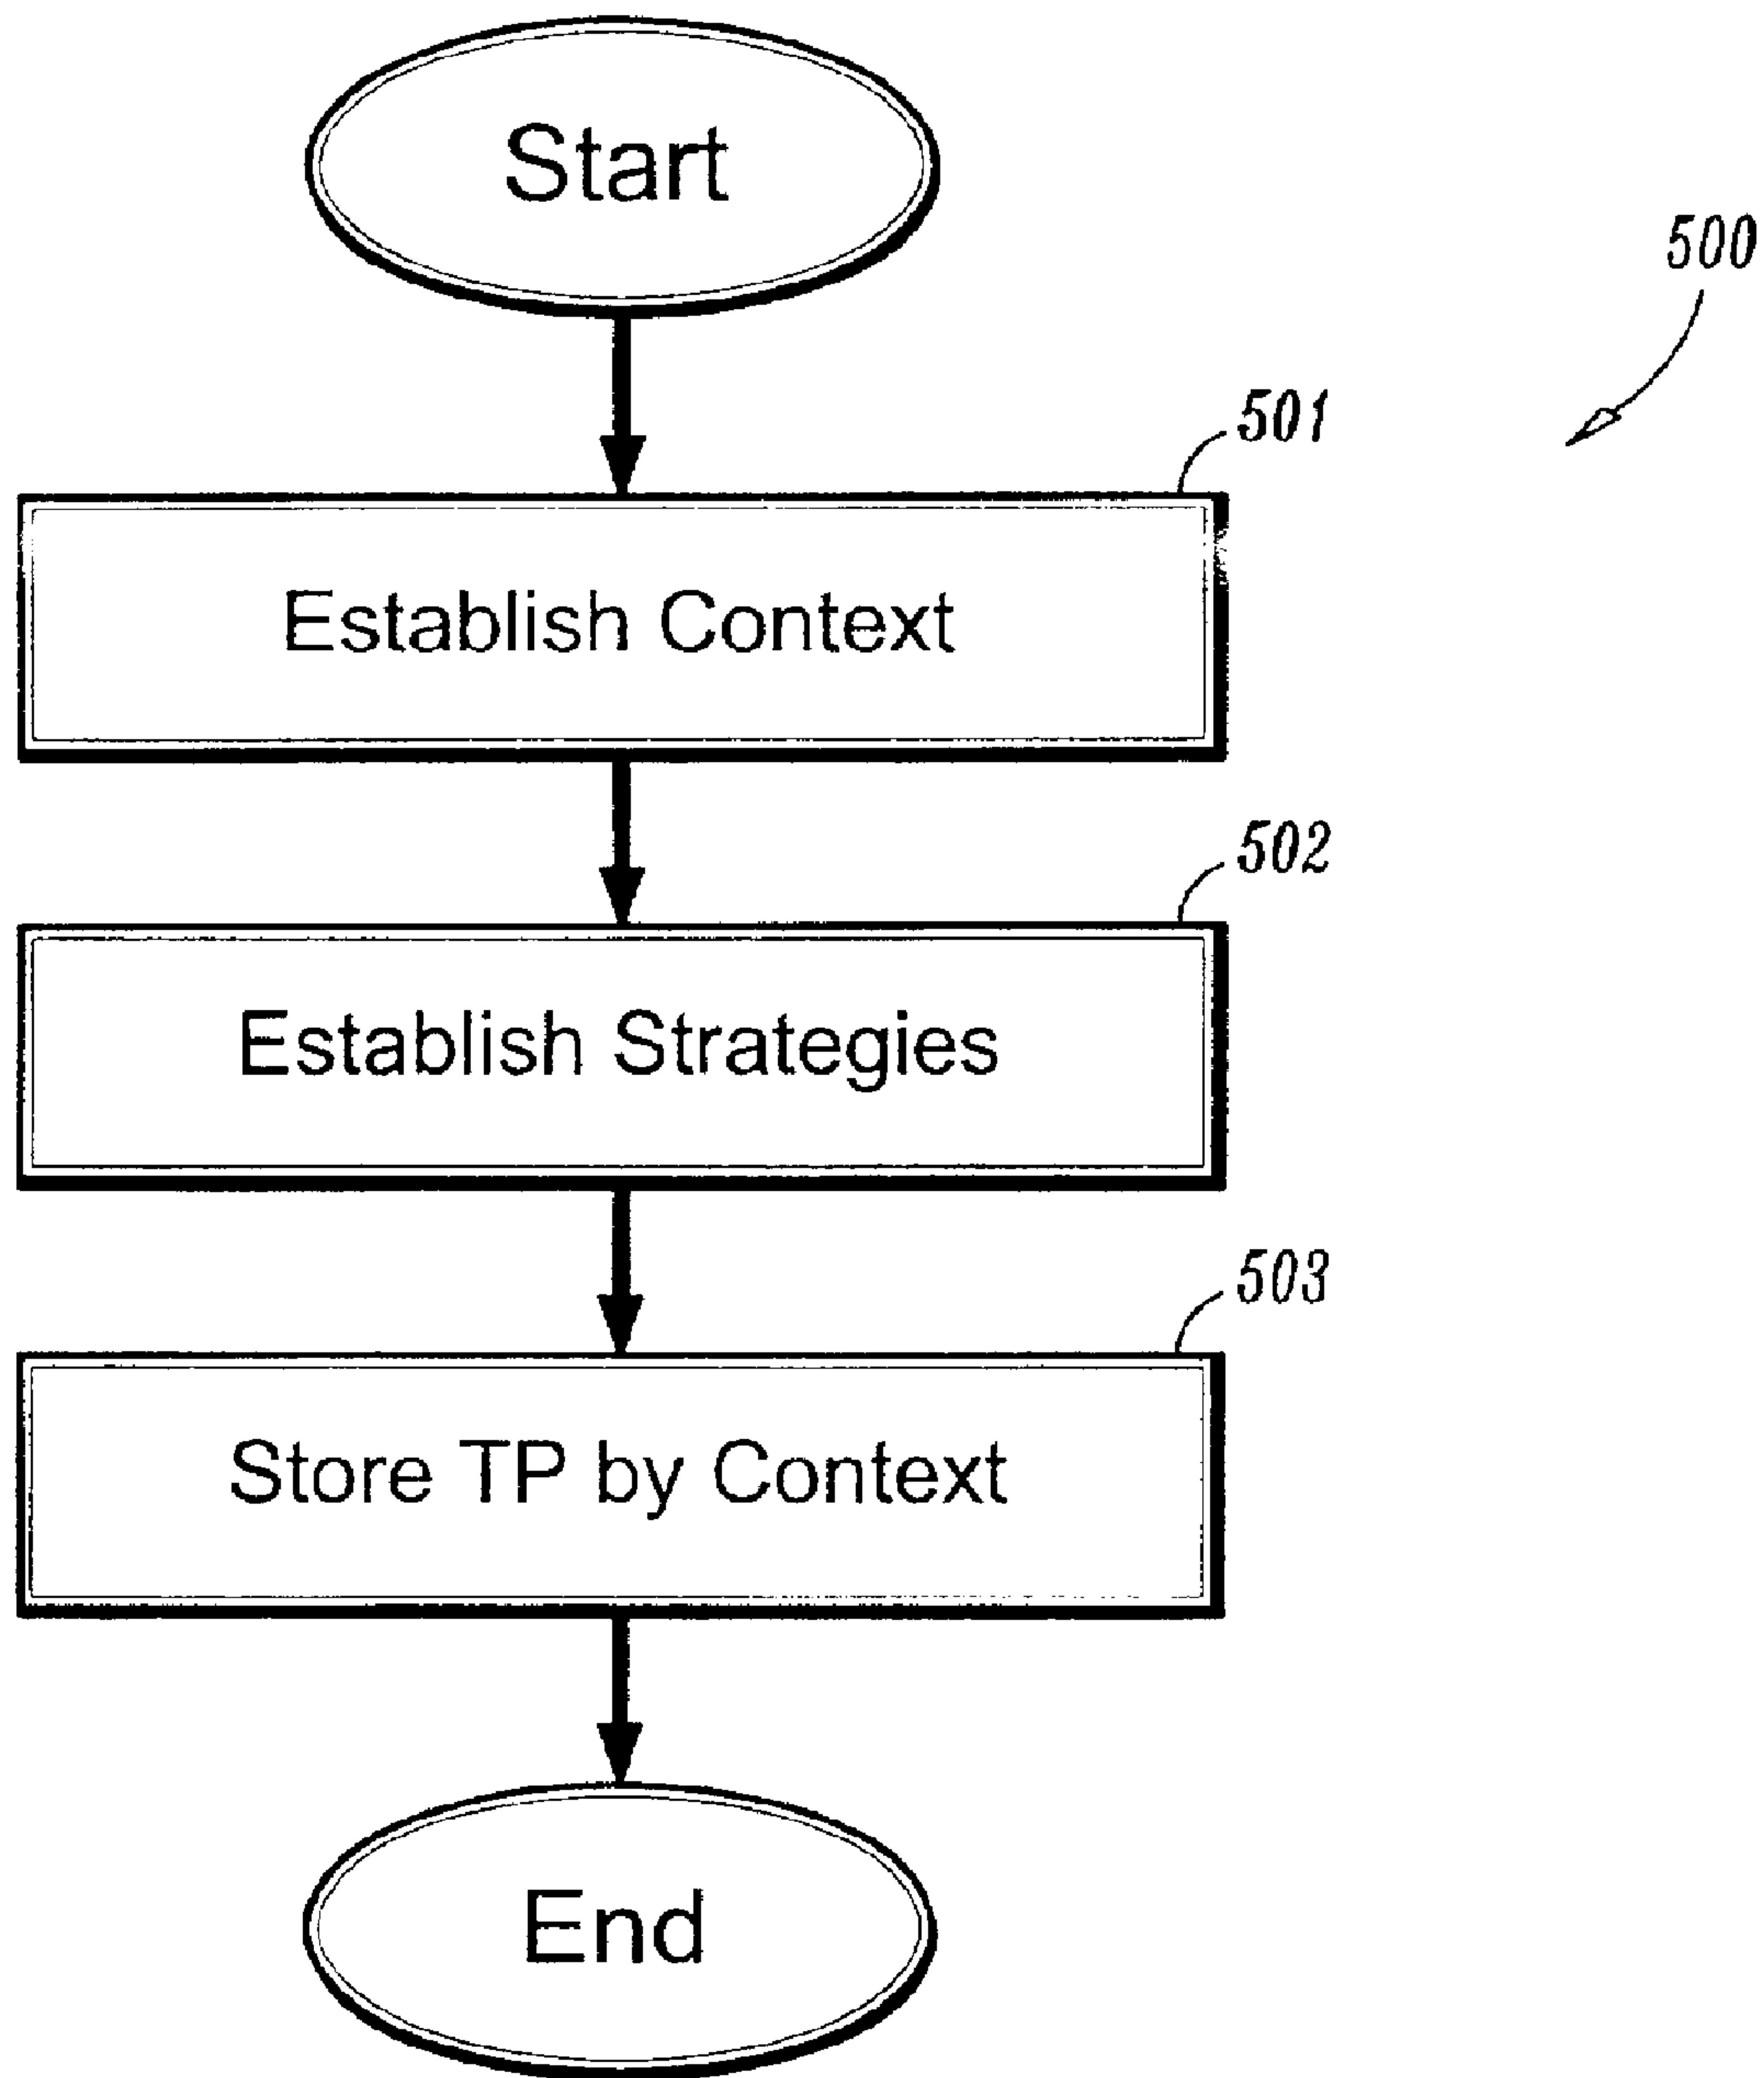 Start
500
501
Establish Context
502
Establish Strategies
503
Store TP by Context
End